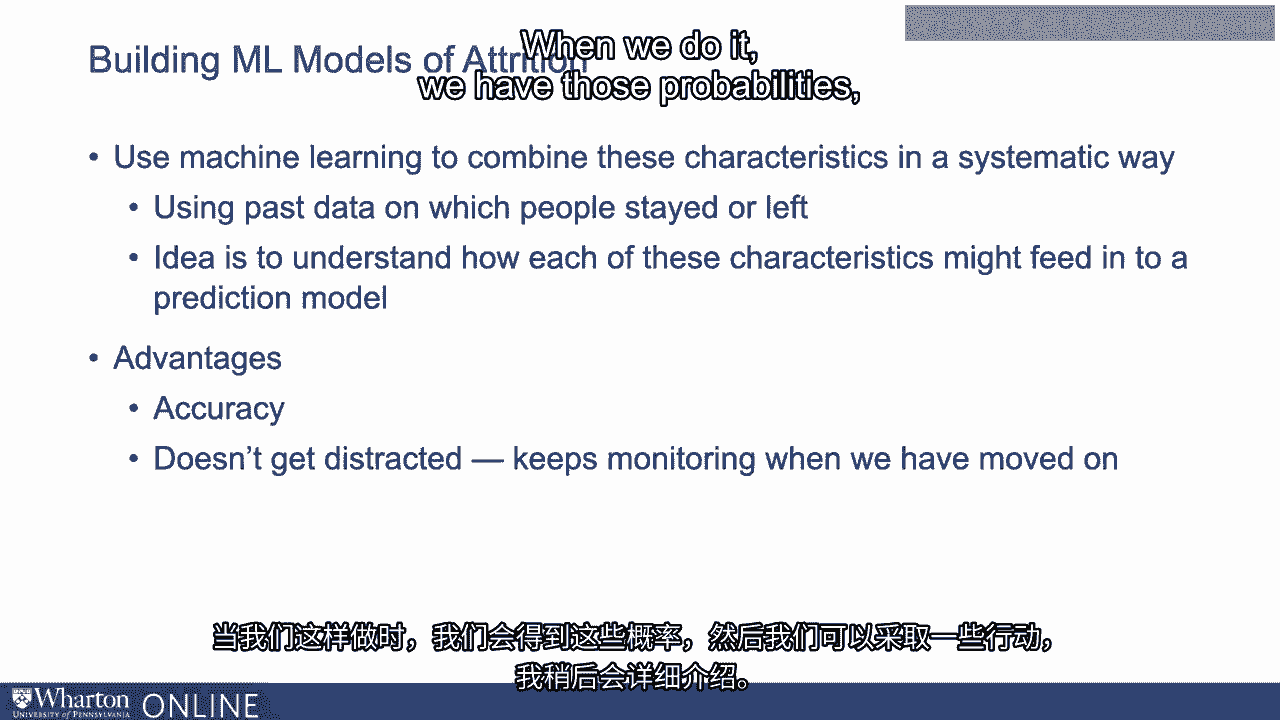 When we do it,
we have those probabilities,
Building ML Models of Attrition
• Use machine learning to combine these characteristics in a systematic way
• Using past data on which people stayed or left
• Idea is to understand how each of these characteristics might feed in to a
prediction model
• Advantages
• Accuracy
• Doesn’t get distracted — keeps monitoring when we have moved on
当我们这样做时，我们会得到这些概率，然后我们可以采取一些行动，
我稍后会详细介绍。
Wharton ONLINE
UNIVERSITY of PENNSYLVANIA